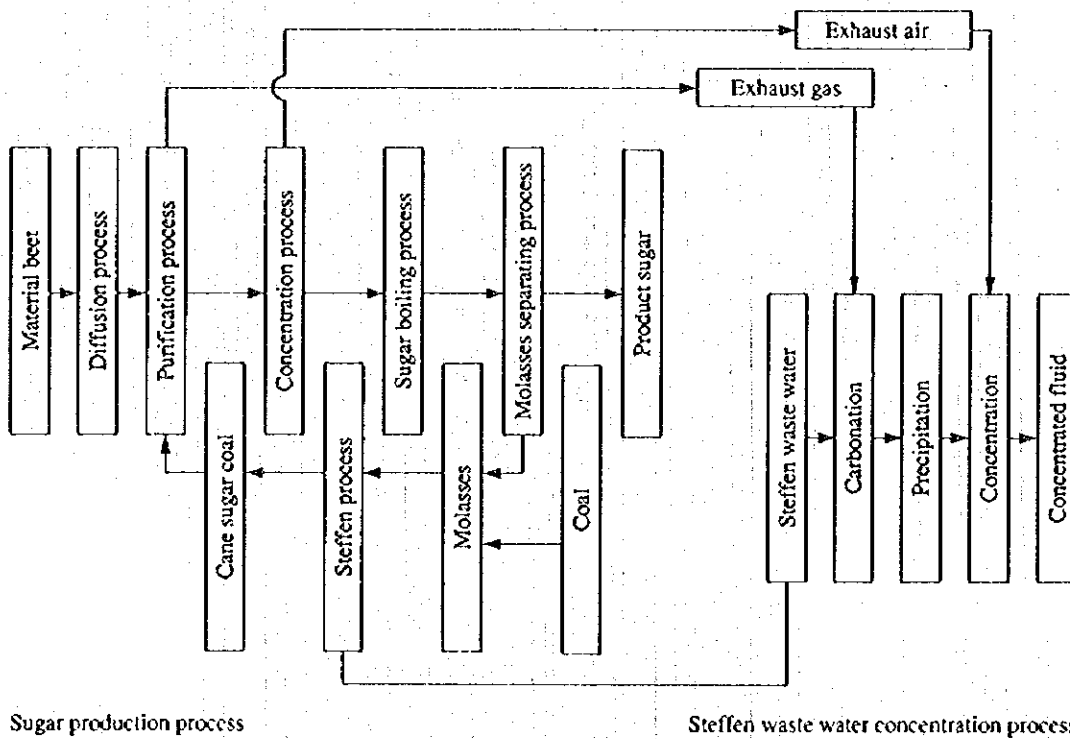 Exhaust air
Exhaust gas
Material beet
Diffusion process
Purification process
Concentration process
Sugar boiling process
Molasses separating process
Product sugar
Cane sugar coal
Steffen process
Molasses
Coal
Steffen waste water
Carbonation
Precipitation
Concentration
Concentrated fluid
Sugar production process
Steffen waste water concentration process